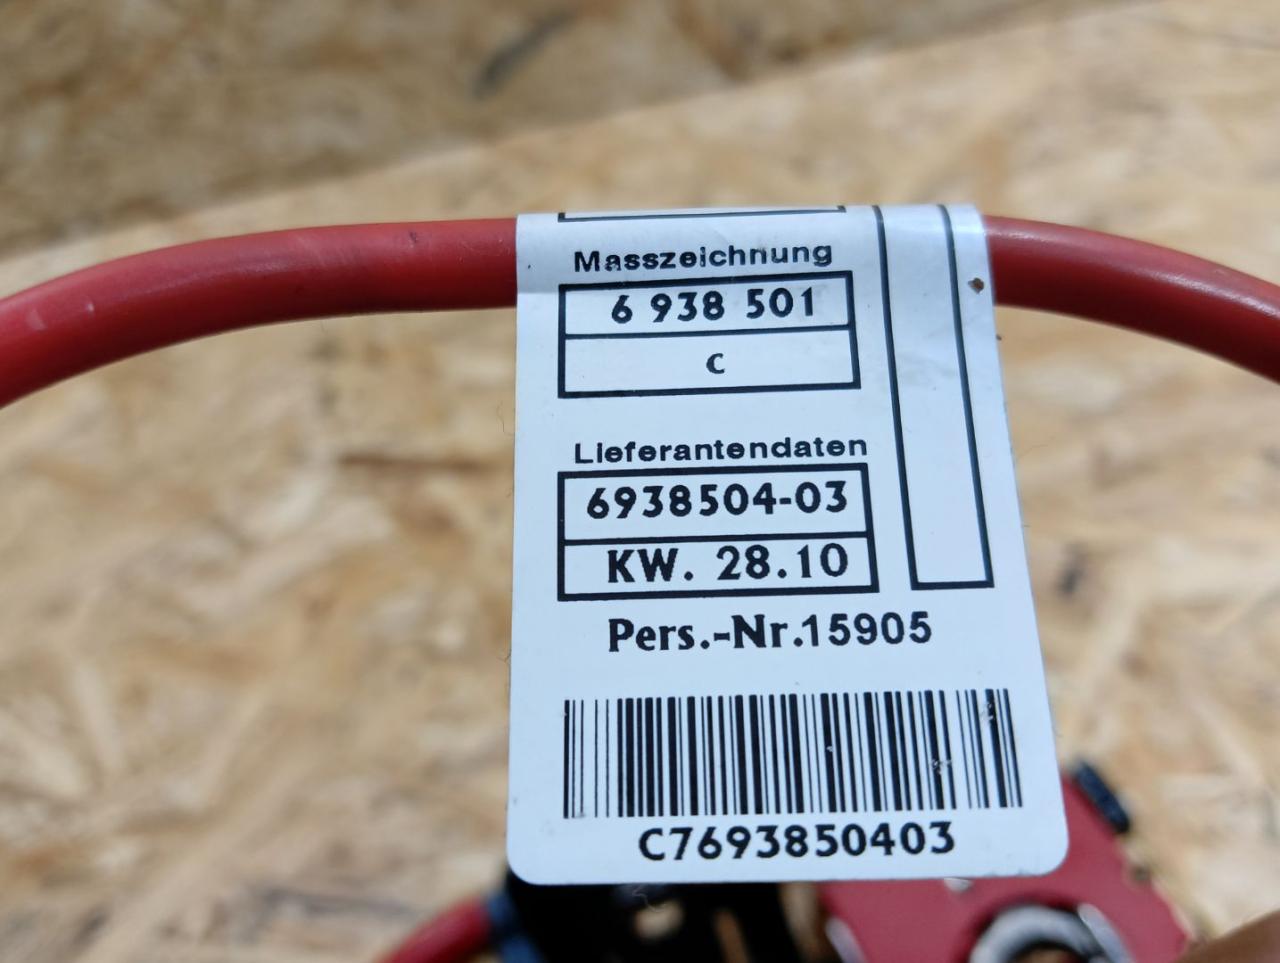 Masszeichnung
6 938 501
C
Lieferantendaten
6938504-03
KW. 28.10
Pers.-Nr.15905
C7693850403